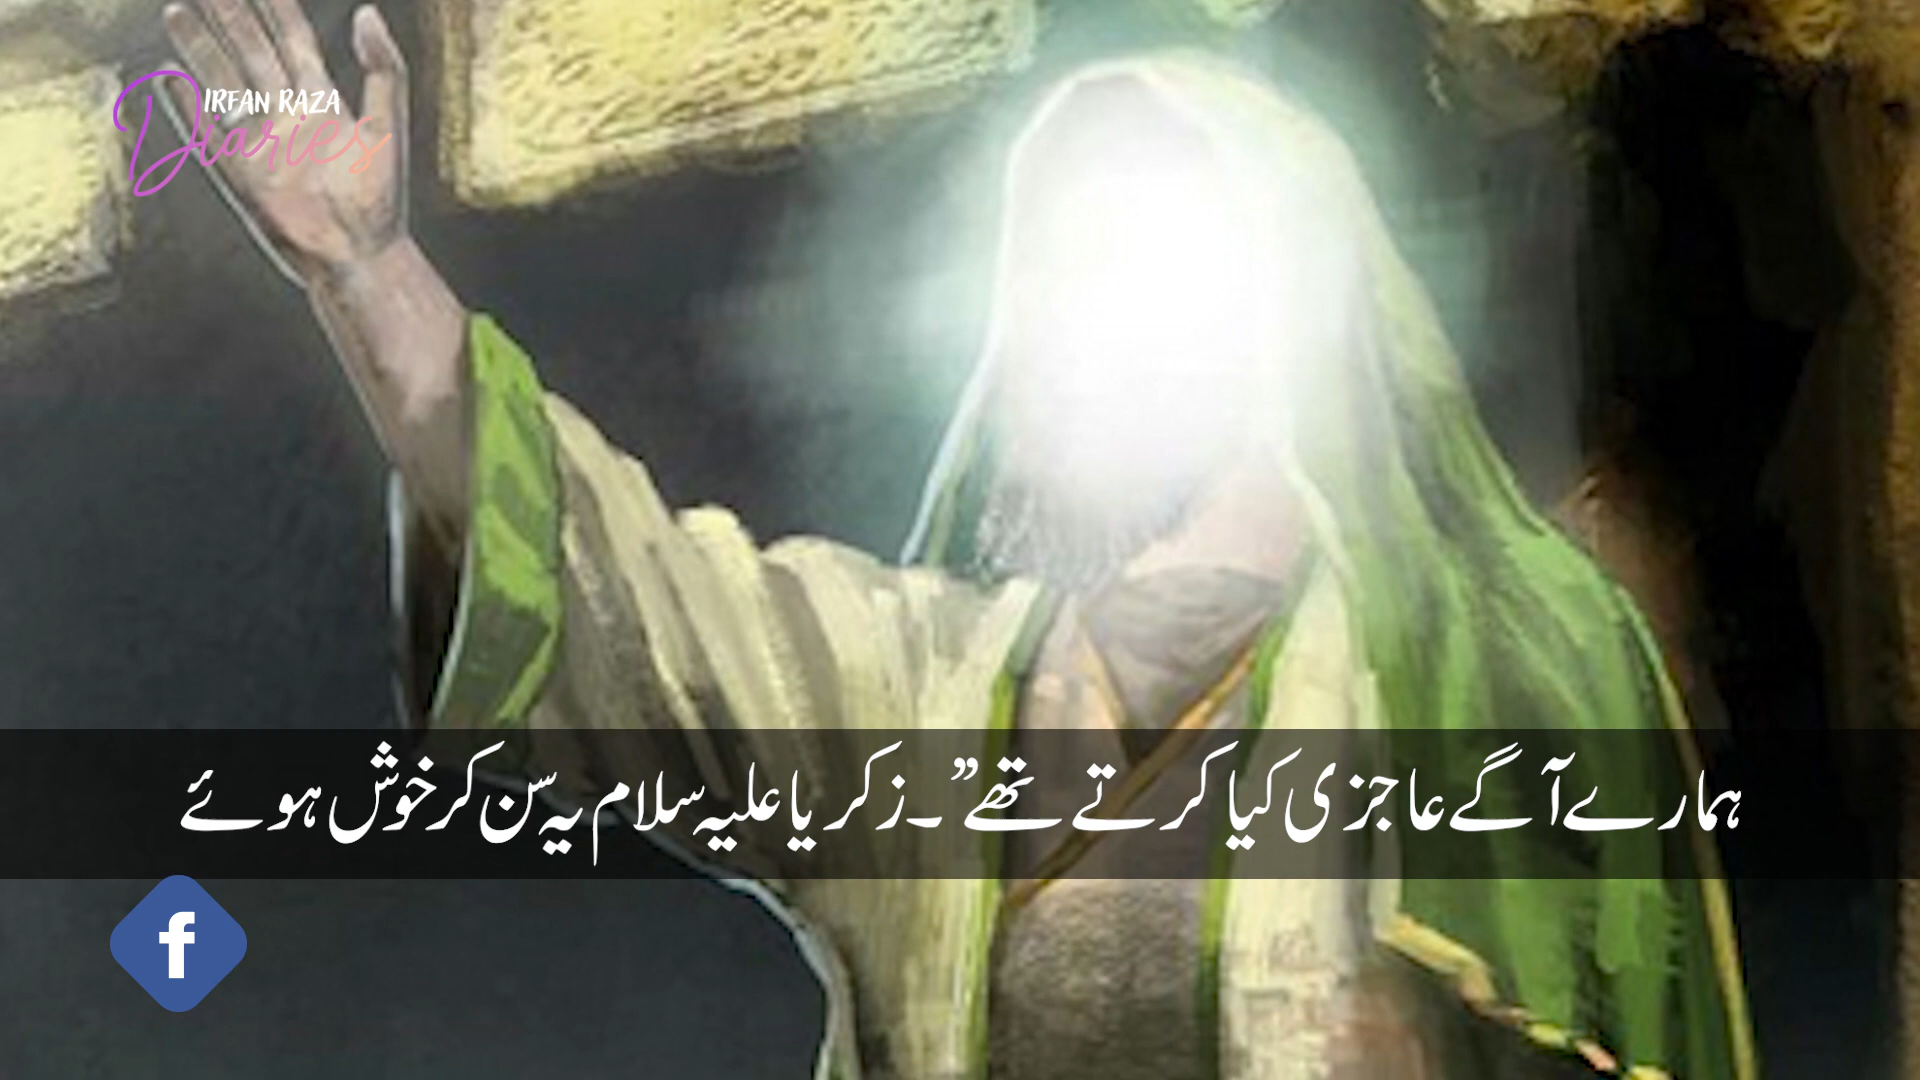 IRFAN RAZA
Diaries
ہمارے آگے عاجزی کیا کرتے تھے”۔ زکریا علیہ سلام یہ سن کر خوش ہوئے
f